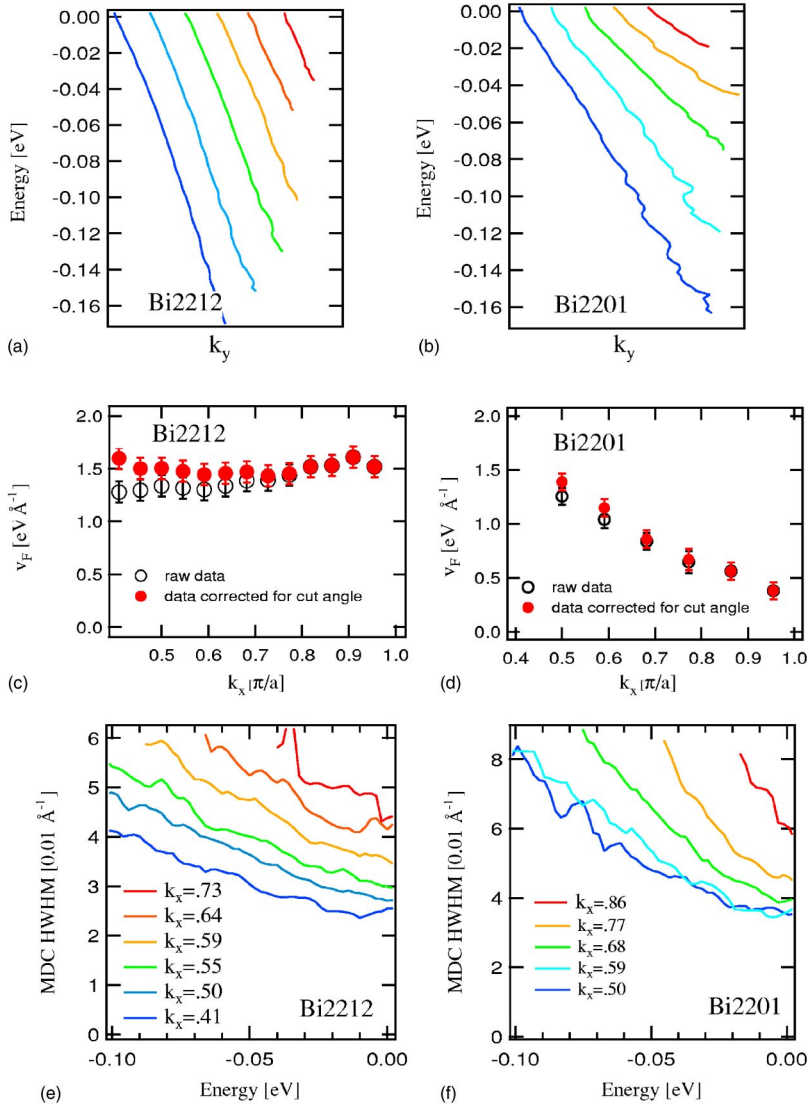 0.00
-0.02
-0.04
-0.06
-0.08
-0.10
-0.12
-0.14
-0.16
Energy [eV]
Bi2212
(a)
k_y
0.00
-0.02
-0.04
-0.06
-0.08
-0.10
-0.12
-0.14
-0.16
Energy [eV]
Bi2201
(b)
k_y
2.0
1.5
1.0
0.5
0.0
v_F [eV Å⁻¹]
Bi2212
raw data
data corrected for cut angle
0.5 0.6 0.7 0.8 0.9 1.0
(c)
k_x [π/a]
2.0
1.5
1.0
0.5
0.0
v_F [eV Å⁻¹]
Bi2201
raw data
data corrected for cut angle
0.4 0.5 0.6 0.7 0.8 0.9 1.0
(d)
k_x [π/a]
6
5
4
3
2
1
0
MDC HWHM [0.01 Å⁻¹]
k_x=.73
k_x=.64
k_x=.59
k_x=.55
k_x=.50
k_x=.41
Bi2212
-0.10 -0.05 0.00
(e)
Energy [eV]
8
6
4
2
0
MDC HWHM [0.01 Å⁻¹]
k_x=.86
k_x=.77
k_x=.68
k_x=.59
k_x=.50
Bi2201
-0.10 -0.05 0.00
(f)
Energy [eV]